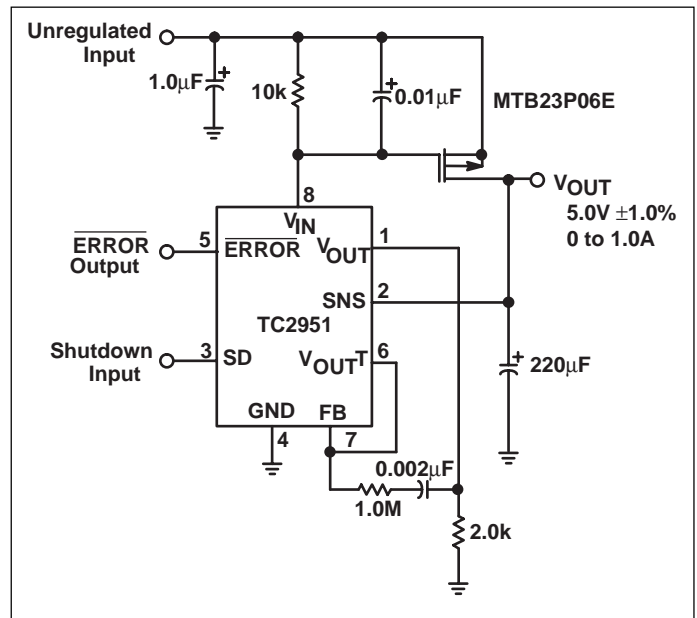 Unregulated
Input
1.0µF
+
10k
+
0.01µF
MTB23P06E
8
VIN
VOUT
5.0V ±1.0%
0 to 1.0A
ERROR
Output
5
ERROR
VOUT
1
SNS
2
TC2951
Shutdown
Input
3
SD
VOUTT
6
+
220µF
GND
FB
4
7
0.002µF
1.0M
2.0k